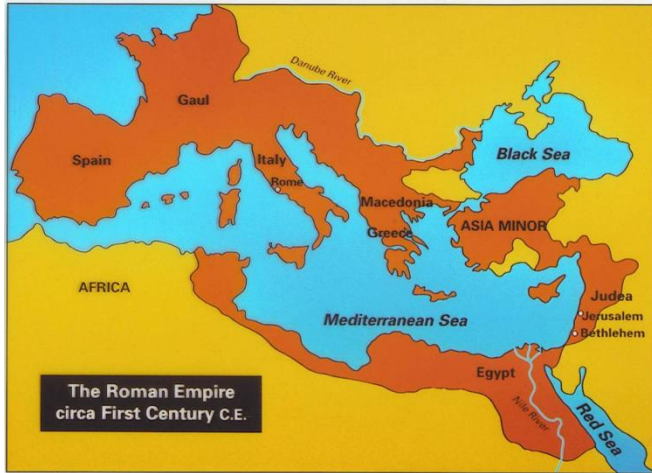 Danube River
Gaul
Spain
Italy
Rome
Black Sea
Macedonia
Greece
ASIA MINOR
AFRICA
Mediterranean Sea
Judea
Jerusalem
Bethlehem
Egypt
Nile River
Red Sea
The Roman Empire
circa First Century C.E.